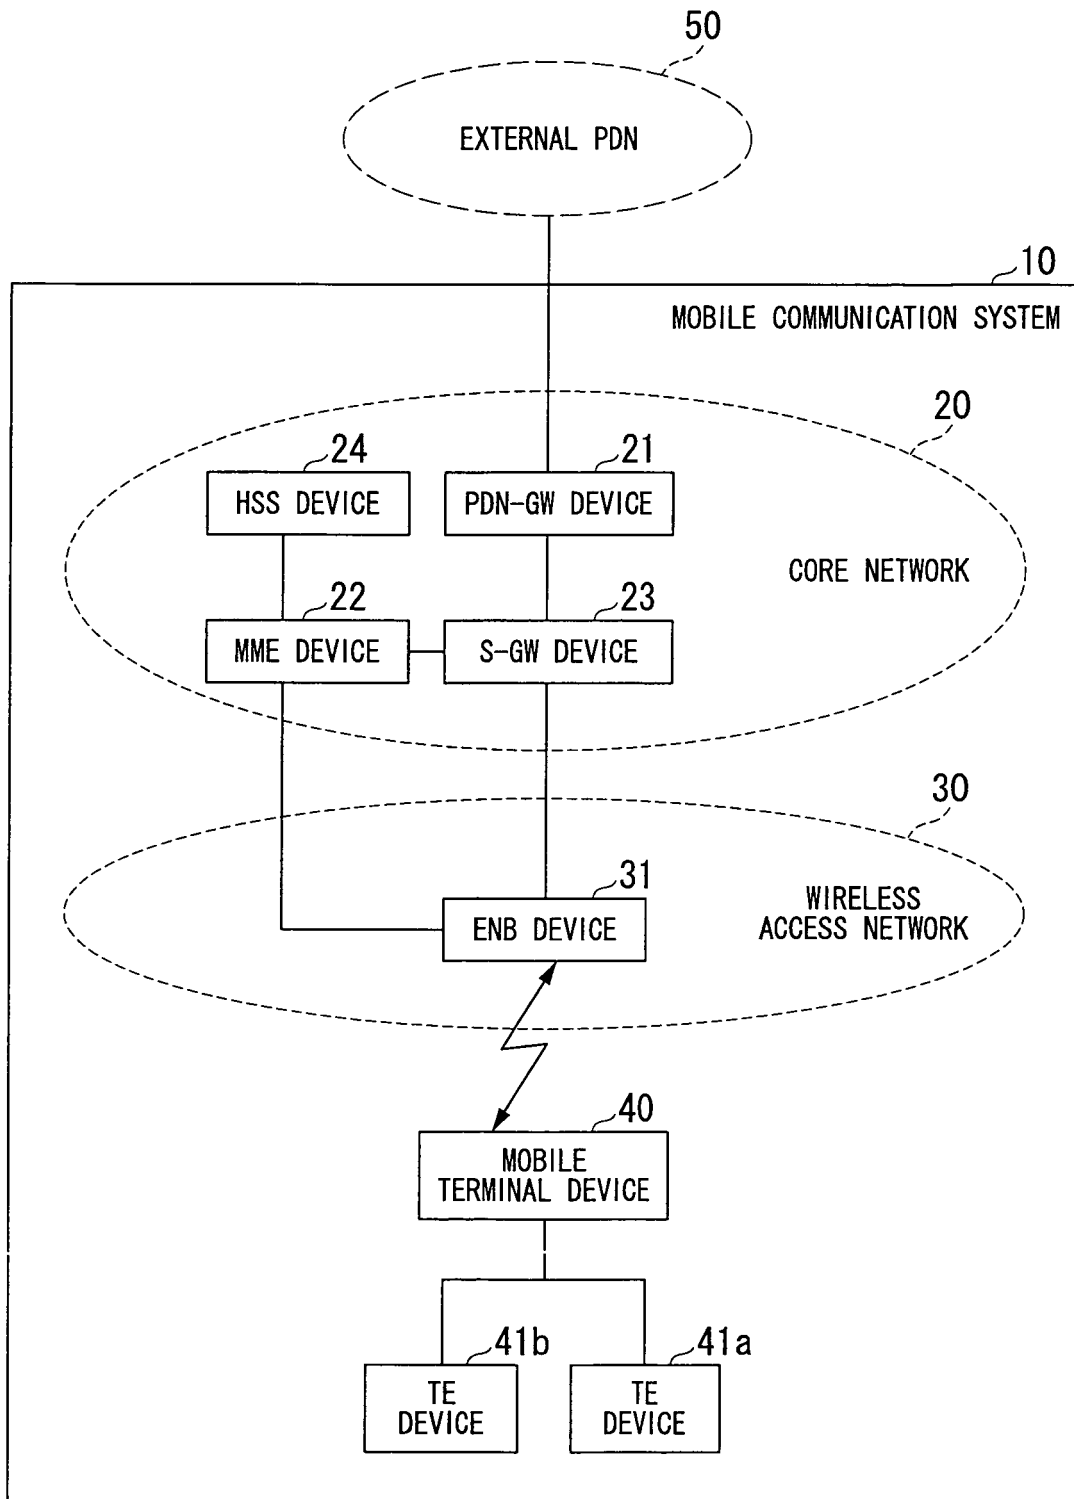 50
EXTERNAL PDN
10
MOBILE COMMUNICATION SYSTEM
20
24
21
HSS DEVICE
PDN-GW DEVICE
CORE NETWORK
22
23
MME DEVICE
S-GW DEVICE
30
31
ENB DEVICE
WIRELESS
ACCESS NETWORK
40
MOBILE
TERMINAL DEVICE
41b
41a
TE
DEVICE
TE
DEVICE